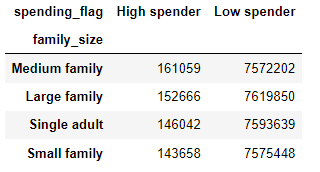 spending_flag High spender Low spender
family_size
Medium family 161059 7572202
Large family 152666 7619850
Single adult 146042 7593639
Small family 143658 7575448